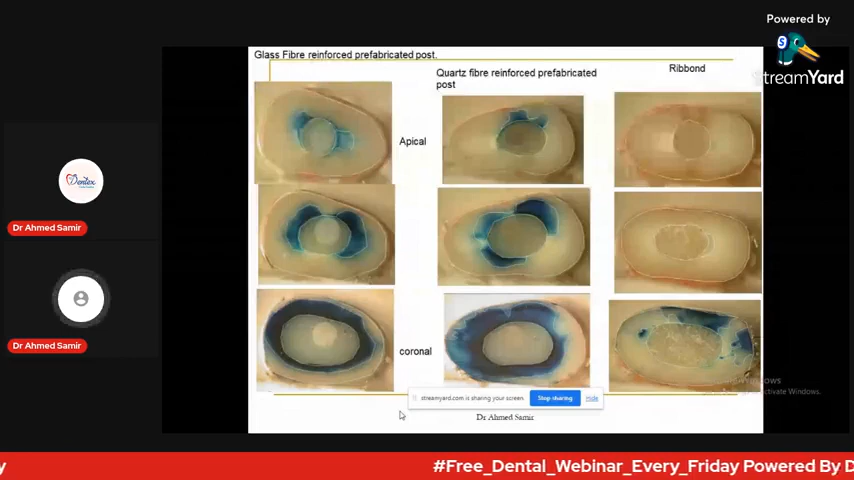 Powered by
StreamYard
Glass Fibre reinforced prefabricated post.
Quartz fibre reinforced prefabricated
post
Ribbond
Apical
coronal
Dentex
Dr Ahmed Samir
Dr Ahmed Samir
streamyard.com is sharing your screen
Stop sharing
Hide
Dr Ahmed Samir
Activate Windows.
#Free_Dental_Webinar_Every_Friday Powered By D